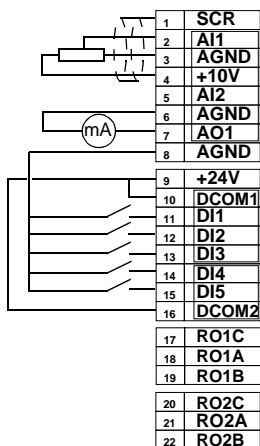 1 SCR
2 AI1
3 AGND
4 +10V
5 AI2
6 AGND
mA
7 AO1
8 AGND
9 +24V
10 DCOM1
11 DI1
12 DI2
13 DI3
14 DI4
15 DI5
16 DCOM2
17 RO1C
18 RO1A
19 RO1B
20 RO2C
21 RO2A
22 RO2B